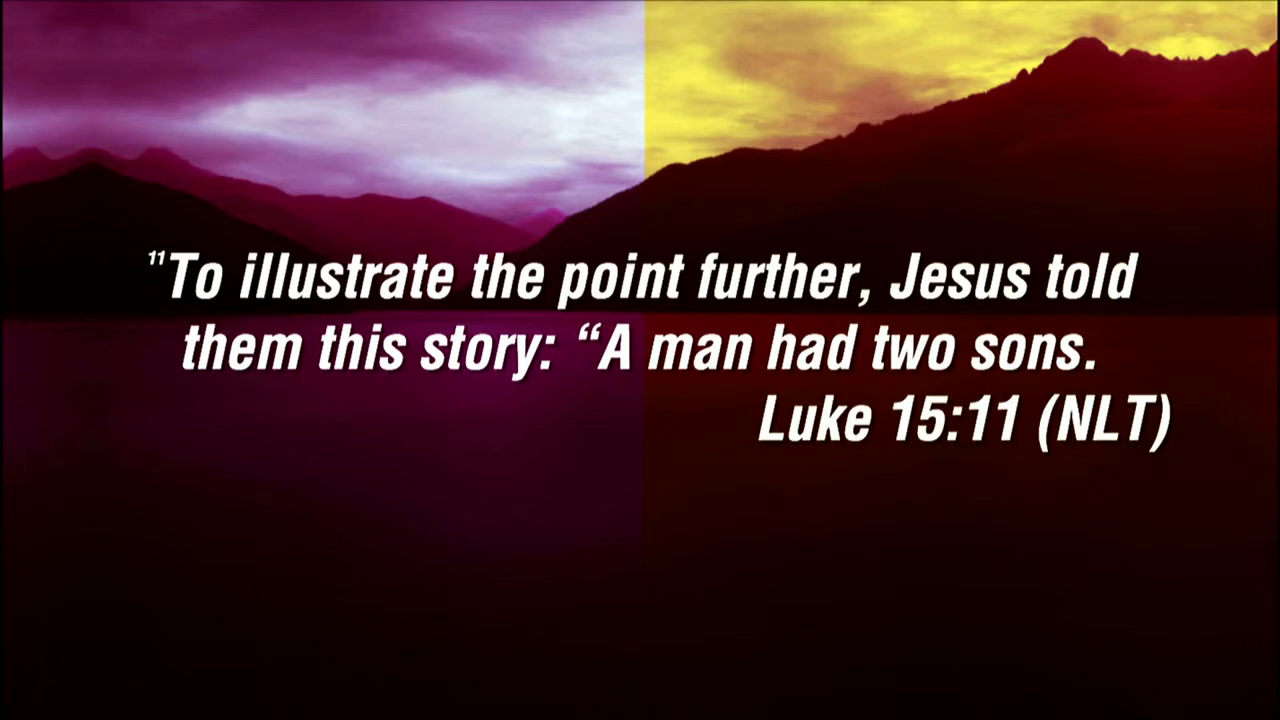 ¹¹To illustrate the point further, Jesus told
them this story: “A man had two sons.
Luke 15:11 (NLT)